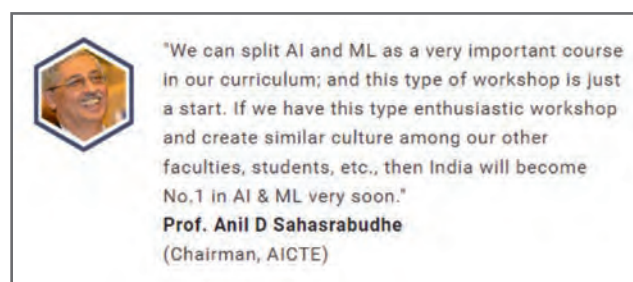 "We can split AI and ML as a very important course
in our curriculum; and this type of workshop is just
a start. If we have this type enthusiastic workshop
and create similar culture among our other
faculties, students, etc., then India will become
No.1 in AI & ML very soon."
Prof. Anil D Sahasrabudhe
(Chairman, AICTE)